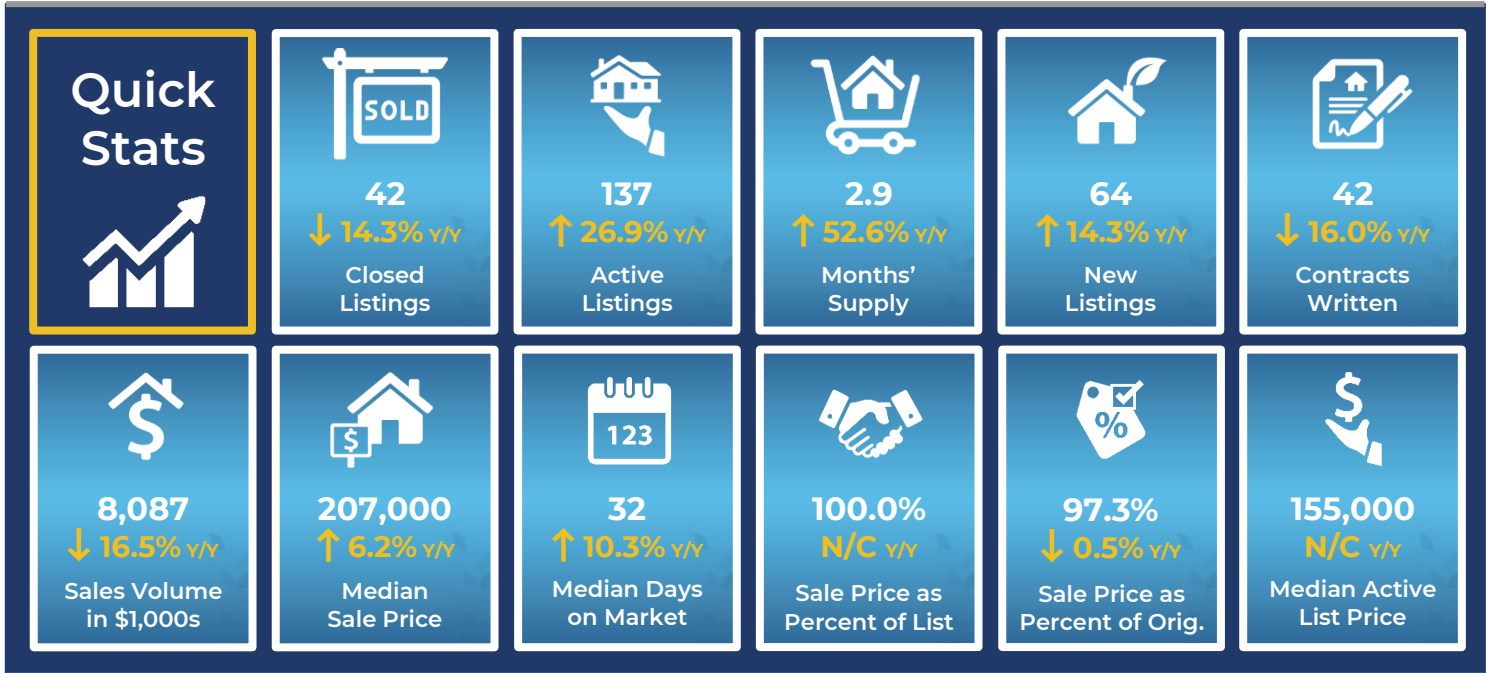 Quick
Stats
SOLD
42
↓ 14.3% Y/Y
Closed
Listings
137
↑ 26.9% Y/Y
Active
Listings
2.9
↑ 52.6% Y/Y
Months’
Supply
64
↑ 14.3% Y/Y
New
Listings
42
↓ 16.0% Y/Y
Contracts
Written
$
8,087
↓ 16.5% Y/Y
Sales Volume
in $1,000s
$
207,000
↑ 6.2% Y/Y
Median
Sale Price
123
32
↑ 10.3% Y/Y
Median Days
on Market
100.0%
N/C Y/Y
Sale Price as
Percent of List
%
97.3%
↓ 0.5% Y/Y
Sale Price as
Percent of Orig.
$
155,000
N/C Y/Y
Median Active
List Price